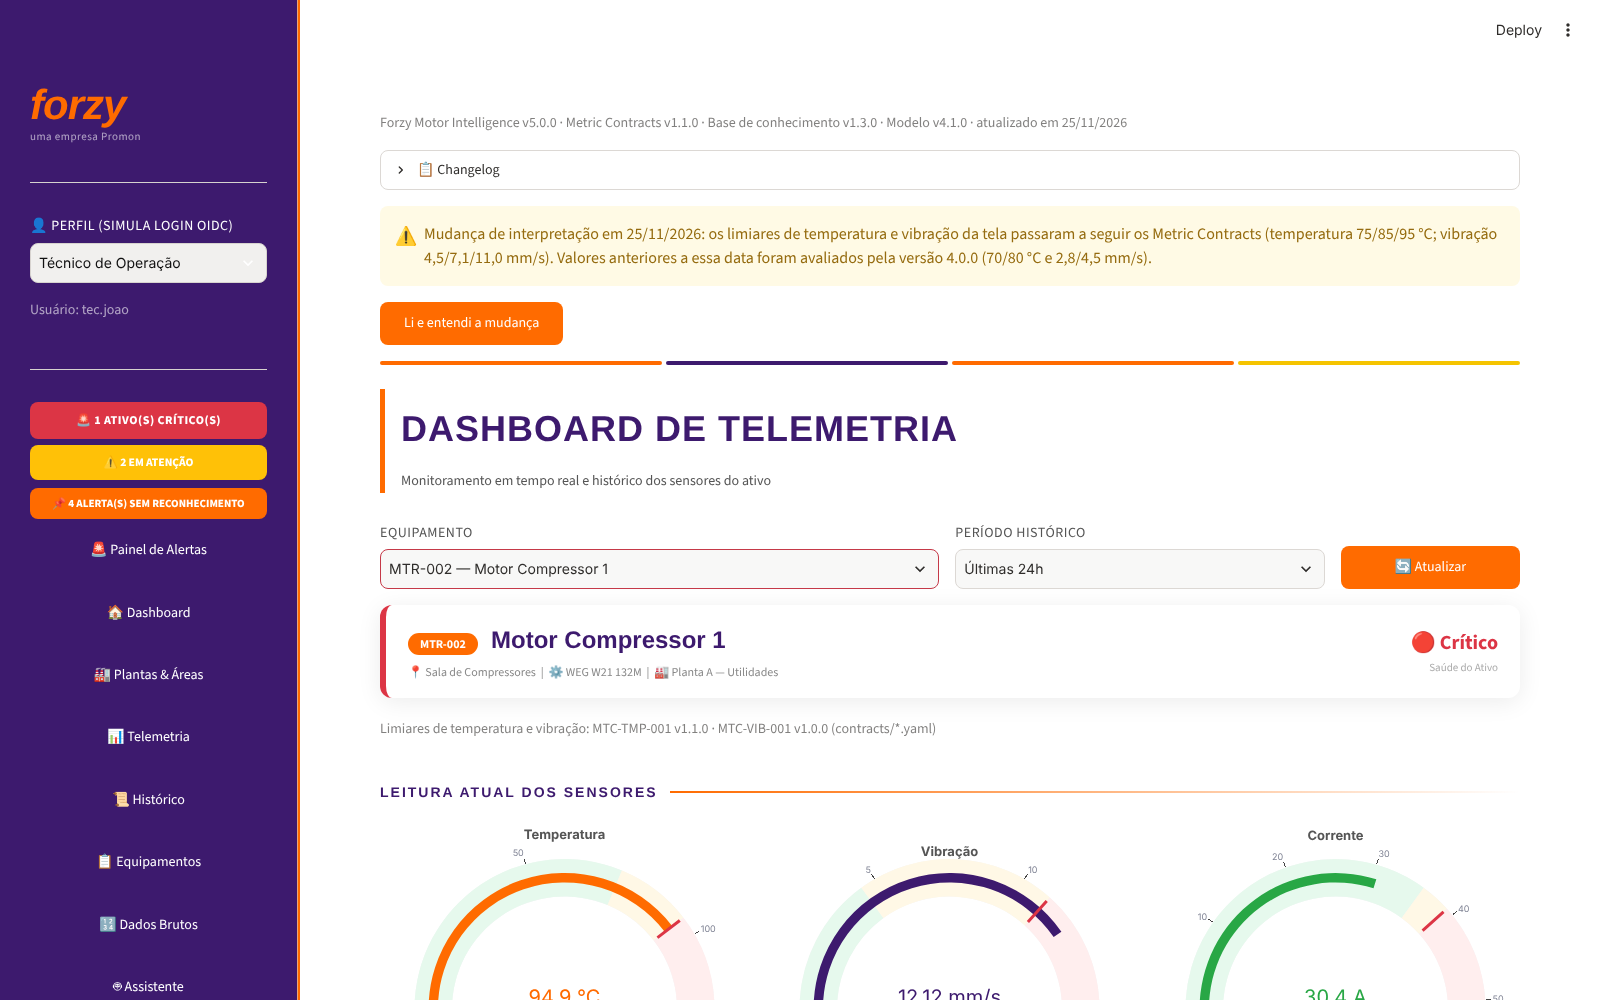 Deploy
forzy
uma empresa Promon
👤 PERFIL (SIMULA LOGIN OIDC)
Técnico de Operação
Usuário: tec.joao
🚨 1 ATIVO(S) CRÍTICO(S)
⚠️ 2 EM ATENÇÃO
📌 4 ALERTA(S) SEM RECONHECIMENTO
🚨 Painel de Alertas
🏠 Dashboard
🏭 Plantas & Áreas
📊 Telemetria
📜 Histórico
📋 Equipamentos
🔢 Dados Brutos
Assistente
Forzy Motor Intelligence v5.0.0 · Metric Contracts v1.1.0 · Base de conhecimento v1.3.0 · Modelo v4.1.0 · atualizado em 25/11/2026
📋 Changelog
⚠️ Mudança de interpretação em 25/11/2026: os limiares de temperatura e vibração da tela passaram a seguir os Metric Contracts (temperatura 75/85/95 °C; vibração
4,5/7,1/11,0 mm/s). Valores anteriores a essa data foram avaliados pela versão 4.0.0 (70/80 °C e 2,8/4,5 mm/s).
Li e entendi a mudança
DASHBOARD DE TELEMETRIA
Monitoramento em tempo real e histórico dos sensores do ativo
EQUIPAMENTO
MTR-002 — Motor Compressor 1
PERÍODO HISTÓRICO
Últimas 24h
🔄 Atualizar
MTR-002 Motor Compressor 1
📍 Sala de Compressores | ⚙️ WEG W21 132M | 🏭 Planta A — Utilidades
🔴 Crítico
Saúde do Ativo
Limiares de temperatura e vibração: MTC-TMP-001 v1.1.0 · MTC-VIB-001 v1.0.0 (contracts/*.yaml)
LEITURA ATUAL DOS SENSORES
Temperatura
50
100
94.9 °C
Vibração
5
10
12.12 mm/s
Corrente
10
20
30
40
50
30.4 A